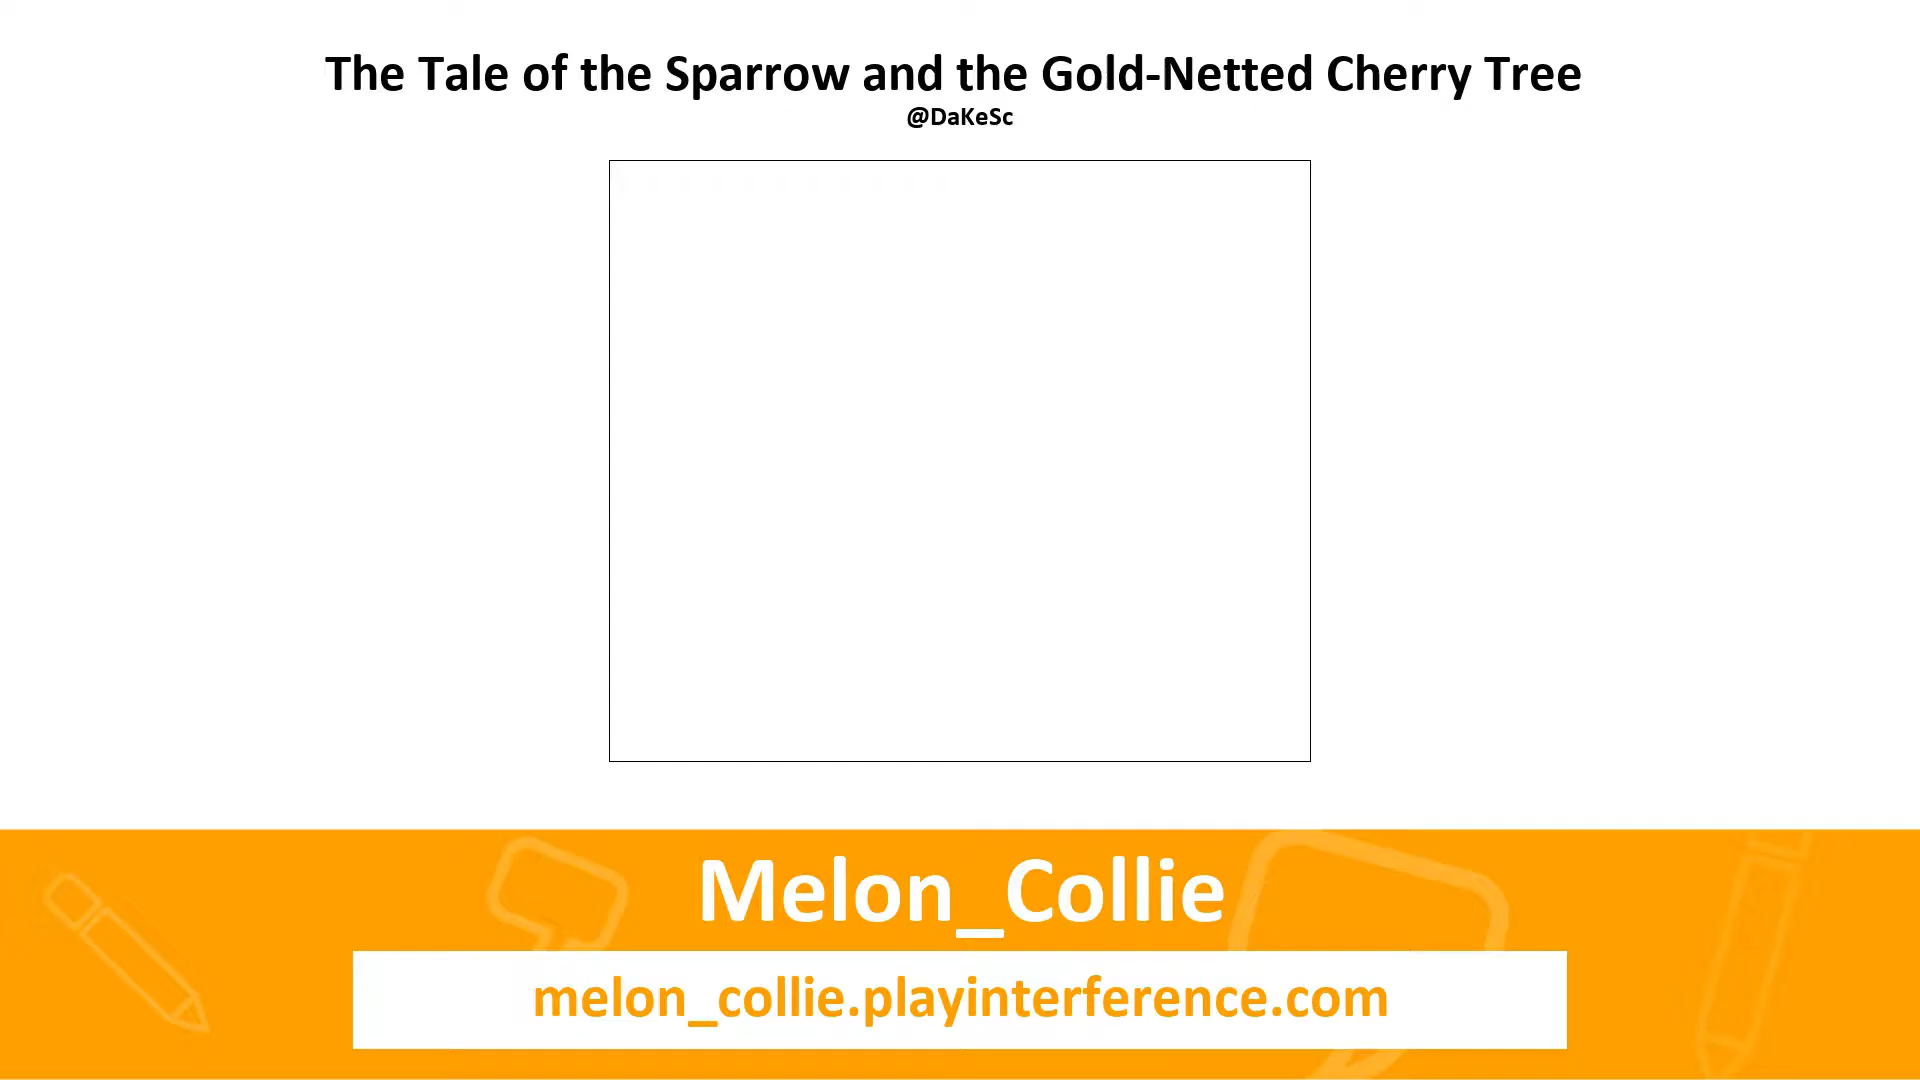 The Tale of the Sparrow and the Gold-Netted Cherry Tree
@DaKeSc
Melon_Collie
melon_collie.playinterference.com